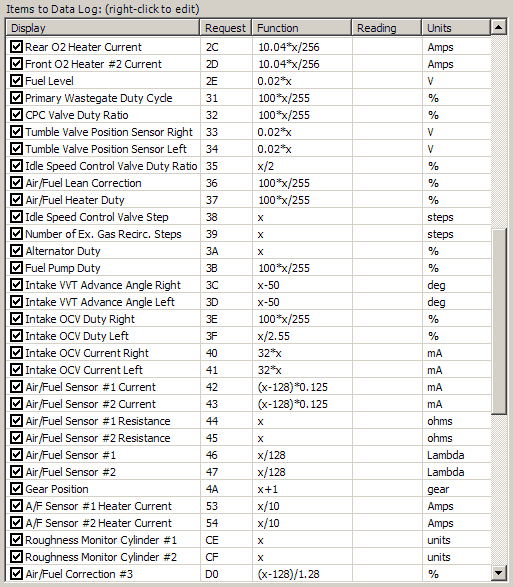 Items to Data Log: (right-click to edit)
Display Request Function Reading Units
Rear O2 Heater Current 2C 10.04*x/256 Amps
Front O2 Heater #2 Current 2D 10.04*x/256 Amps
Fuel Level 2E 0.02*x V
Primary Wastegate Duty Cycle 31 100*x/255 %
CPC Valve Duty Ratio 32 100*x/255 %
Tumble Valve Position Sensor Right 33 0.02*x V
Tumble Valve Position Sensor Left 34 0.02*x V
Idle Speed Control Valve Duty Ratio 35 x/2 %
Air/Fuel Lean Correction 36 100*x/255 %
Air/Fuel Heater Duty 37 100*x/255 %
Idle Speed Control Valve Step 38 x steps
Number of Ex. Gas Recirc. Steps 39 x steps
Alternator Duty 3A x %
Fuel Pump Duty 3B 100*x/255 %
Intake VVT Advance Angle Right 3C x-50 deg
Intake VVT Advance Angle Left 3D x-50 deg
Intake OCV Duty Right 3E 100*x/255 %
Intake OCV Duty Left 3F x/2.55 %
Intake OCV Current Right 40 32*x mA
Intake OCV Current Left 41 32*x mA
Air/Fuel Sensor #1 Current 42 (x-128)*0.125 mA
Air/Fuel Sensor #2 Current 43 (x-128)*0.125 mA
Air/Fuel Sensor #1 Resistance 44 x ohms
Air/Fuel Sensor #2 Resistance 45 x ohms
Air/Fuel Sensor #1 46 x/128 Lambda
Air/Fuel Sensor #2 47 x/128 Lambda
Gear Position 4A x+1 gear
A/F Sensor #1 Heater Current 53 x/10 Amps
A/F Sensor #2 Heater Current 54 x/10 Amps
Roughness Monitor Cylinder #1 CE x units
Roughness Monitor Cylinder #2 CF x units
Air/Fuel Correction #3 D0 (x-128)/1.28 %